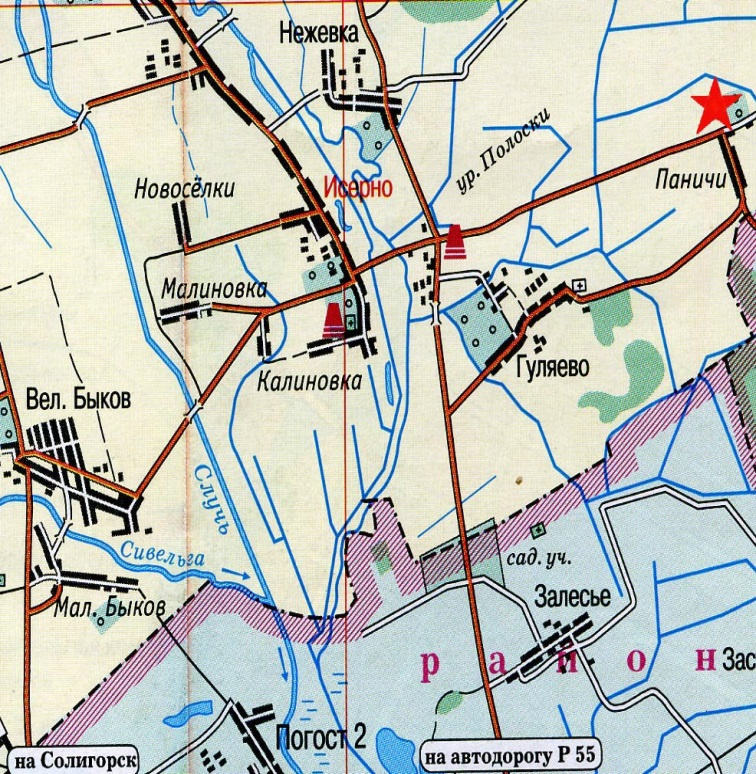 Нежевка
ур. Полоски
Новосёлки
Исерно
Паничи
Малиновка
Гуляево
Калиновка
Вел. Быков
Случь
Сивельга
сад. уч.
Мал. Быков
Залесье
район
Зас
Погост 2
на Солигорск
на автодорогу Р 55